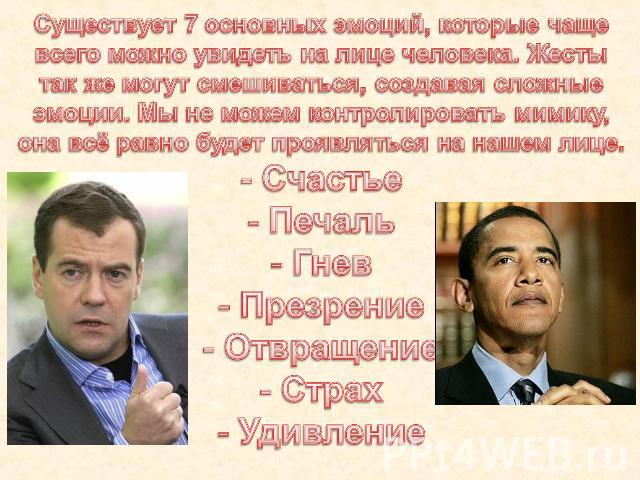 Существует 7 основных эмоций, которые чаще
всего можно увидеть на лице человека. Жесты
так же могут смешиваться, создавая сложные
эмоции. Мы не можем контролировать мимику,
она всё равно будет проявляться на нашем лице.
- Счастье
- Печаль
- Гнев
- Презрение
- Отвращение
- Страх
- Удивление
PPt4WEB.ru